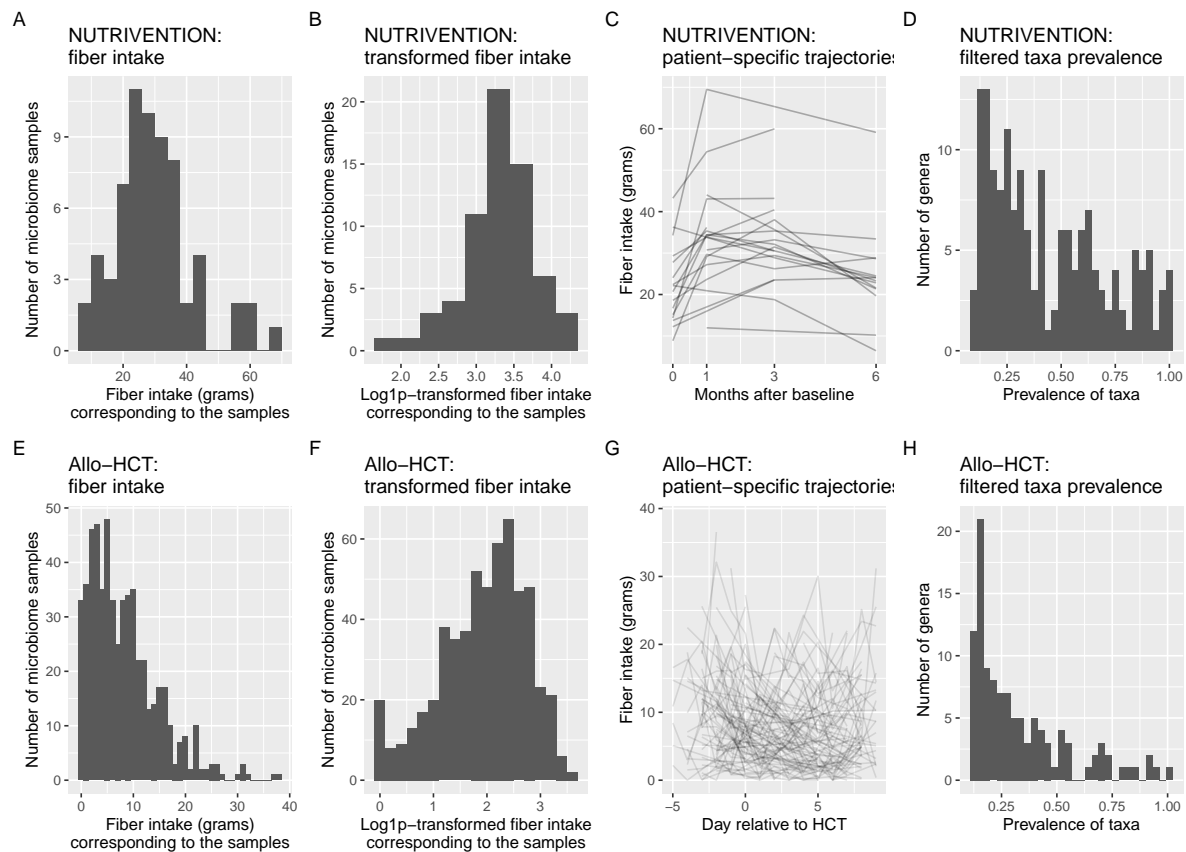 A
NUTRIVENTION:
fiber intake
Number of microbiome samples
0
3
6
9
20
40
60
Fiber intake (grams)
corresponding to the samples
B
NUTRIVENTION:
transformed fiber intake
Number of microbiome samples
0
5
10
15
20
2.0
2.5
3.0
3.5
4.0
Log1p−transformed fiber intake
corresponding to the samples
C
NUTRIVENTION:
patient−specific trajectories
Fiber intake (grams)
20
40
60
0
1
3
6
Months after baseline
D
NUTRIVENTION:
filtered taxa prevalence
Number of genera
0
5
10
0.25
0.50
0.75
1.00
Prevalence of taxa
E
Allo−HCT:
fiber intake
Number of microbiome samples
0
10
20
30
40
50
0
10
20
30
40
Fiber intake (grams)
corresponding to the samples
F
Allo−HCT:
transformed fiber intake
Number of microbiome samples
0
20
40
60
0
1
2
3
Log1p−transformed fiber intake
corresponding to the samples
G
Allo−HCT:
patient−specific trajectories
Fiber intake (grams)
0
10
20
30
40
−5
0
5
Day relative to HCT
H
Allo−HCT:
filtered taxa prevalence
Number of genera
0
5
10
15
20
0.25
0.50
0.75
1.00
Prevalence of taxa